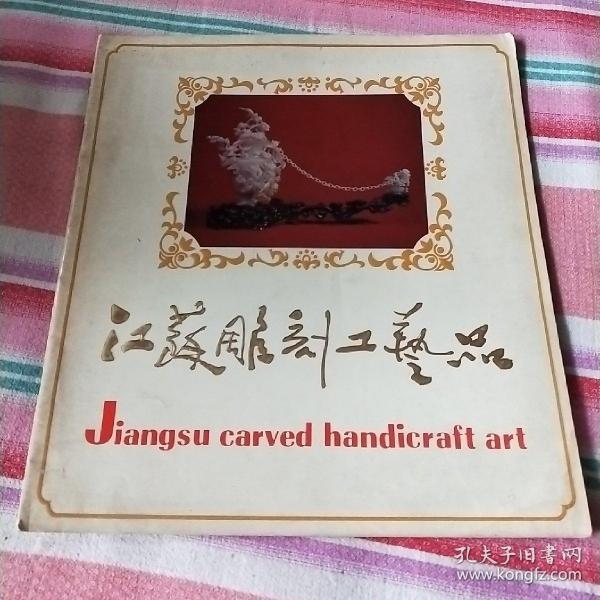 江蘇雕刻工藝品
Jiangsu carved handicraft art
孔夫子旧書网
www.kongfz.com